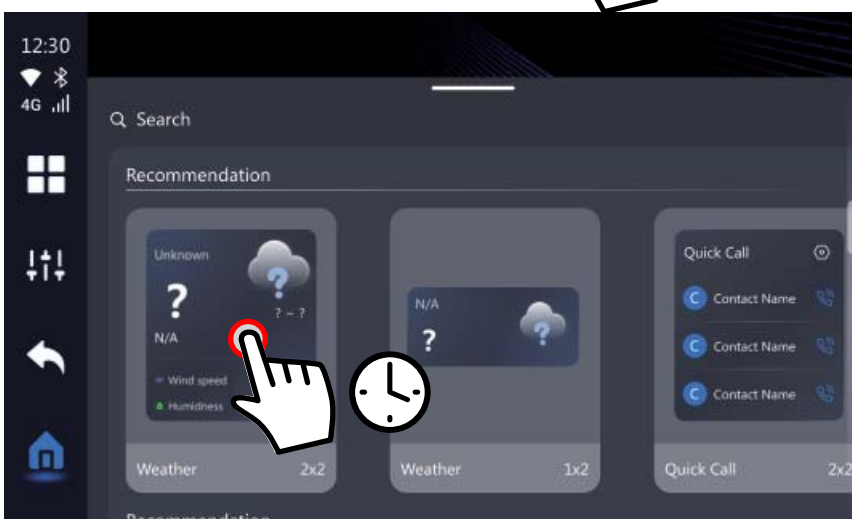 12:30
4G
Search
Recommendation
Unknown
?
? ~ ?
N/A
Wind speed
Humidness
Weather 2x2
N/A
?
Weather 1x2
Quick Call
C Contact Name
C Contact Name
C Contact Name
Quick Call 2x2
Recommendation